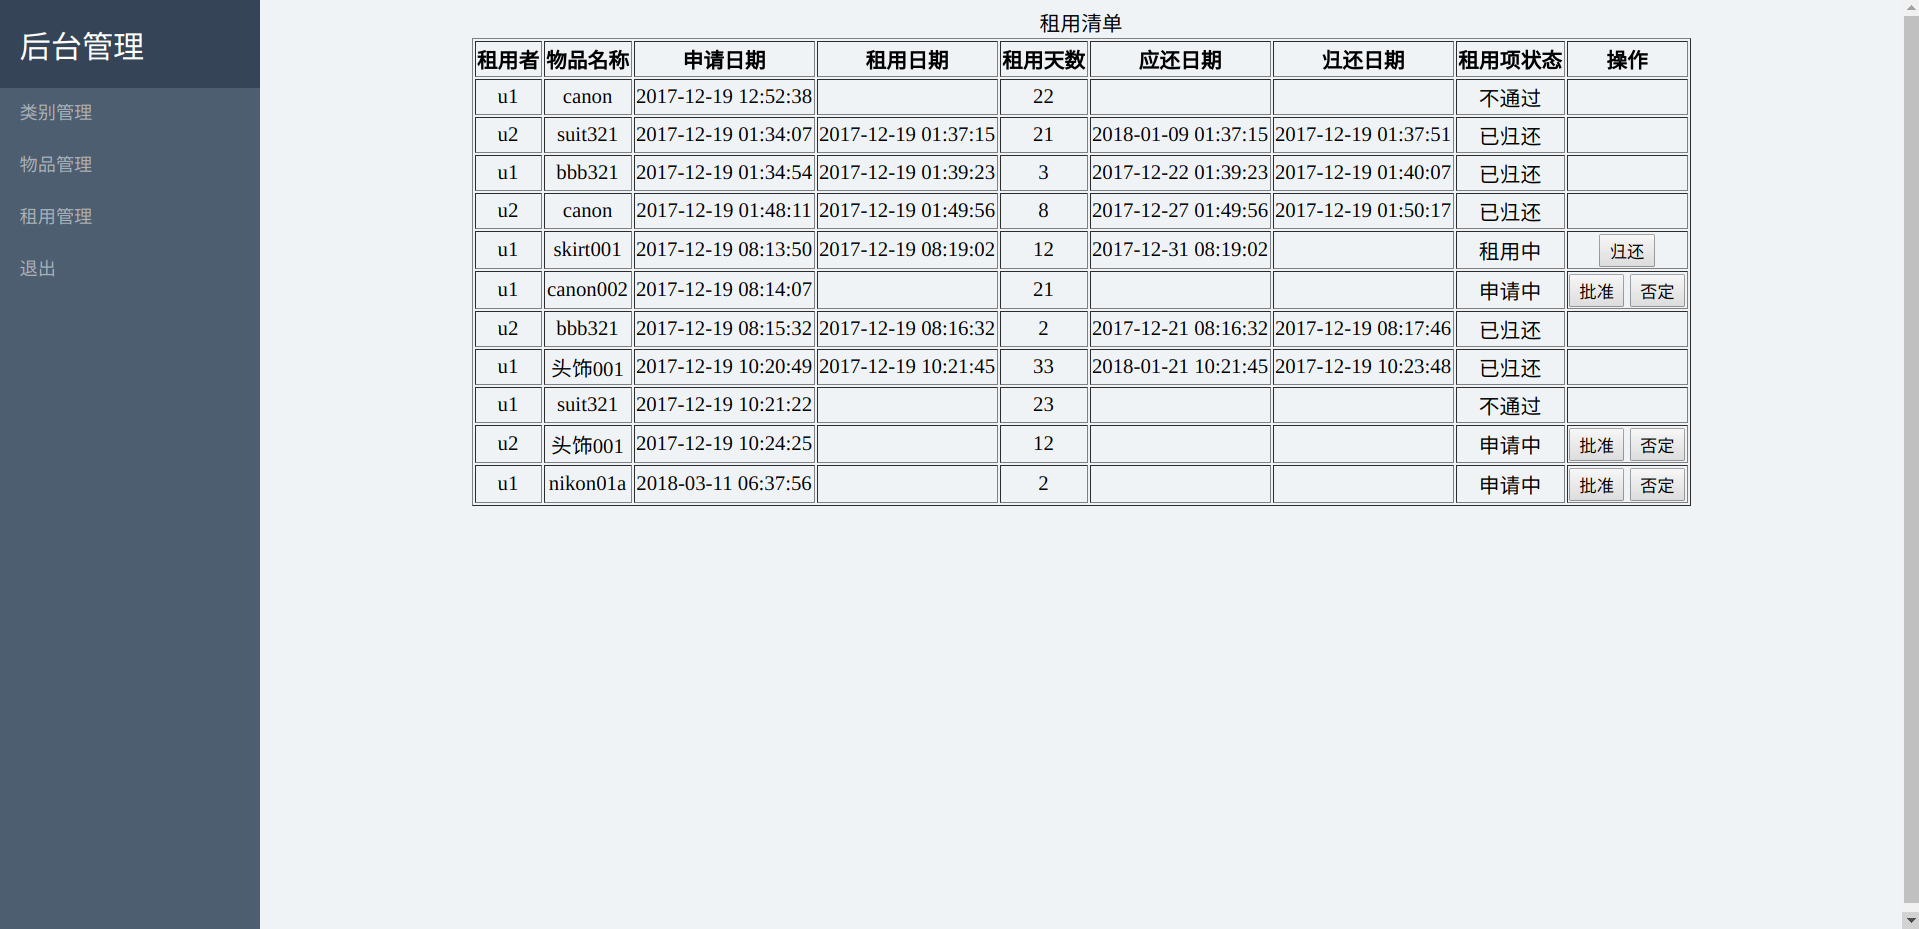 后台管理
类别管理
物品管理
租用管理
退出
租用清单
租用者 物品名称 申请日期 租用日期 租用天数 应还日期 归还日期 租用项状态 操作
u1 canon 2017-12-19 12:52:38 22 不通过
u2 suit321 2017-12-19 01:34:07 2017-12-19 01:37:15 21 2018-01-09 01:37:15 2017-12-19 01:37:51 已归还
u1 bbb321 2017-12-19 01:34:54 2017-12-19 01:39:23 3 2017-12-22 01:39:23 2017-12-19 01:40:07 已归还
u2 canon 2017-12-19 01:48:11 2017-12-19 01:49:56 8 2017-12-27 01:49:56 2017-12-19 01:50:17 已归还
u1 skirt001 2017-12-19 08:13:50 2017-12-19 08:19:02 12 2017-12-31 08:19:02 租用中 归还
u1 canon002 2017-12-19 08:14:07 21 申请中 批准 否定
u2 bbb321 2017-12-19 08:15:32 2017-12-19 08:16:32 2 2017-12-21 08:16:32 2017-12-19 08:17:46 已归还
u1 头饰001 2017-12-19 10:20:49 2017-12-19 10:21:45 33 2018-01-21 10:21:45 2017-12-19 10:23:48 已归还
u1 suit321 2017-12-19 10:21:22 23 不通过
u2 头饰001 2017-12-19 10:24:25 12 申请中 批准 否定
u1 nikon01a 2018-03-11 06:37:56 2 申请中 批准 否定